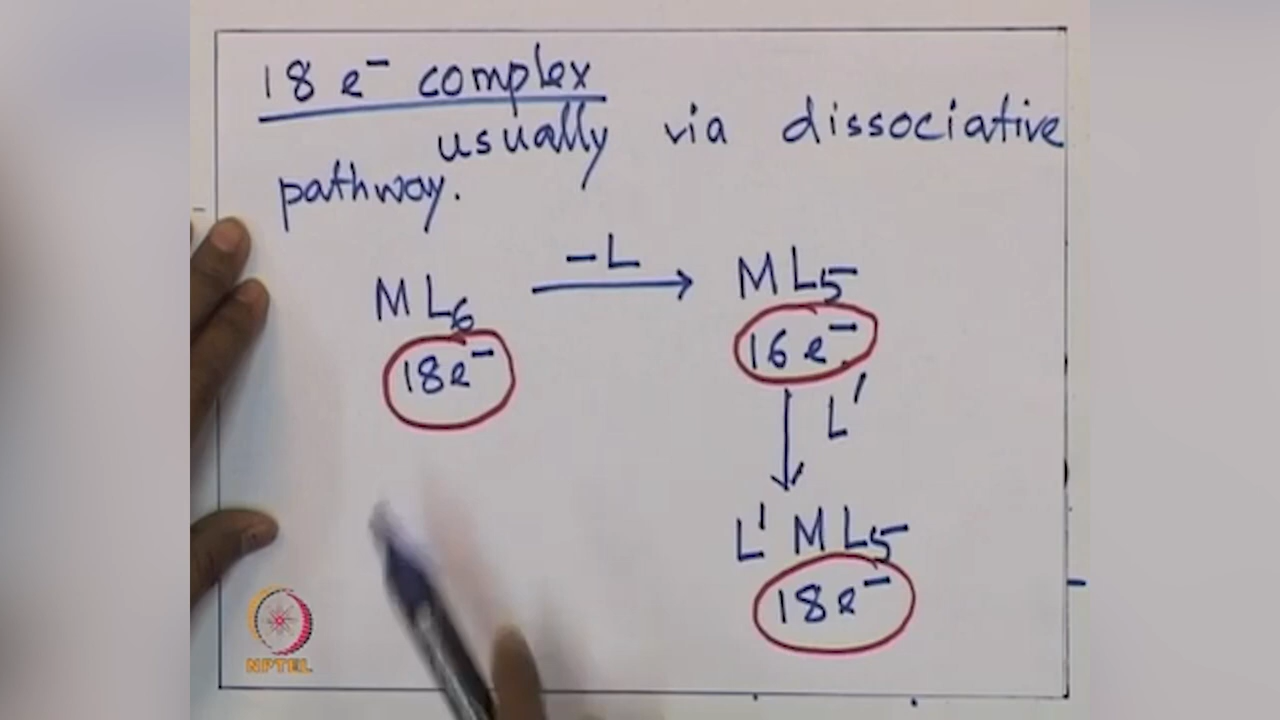 18 e⁻ complex
usually via dissociative
pathway.
-L
ML₆ → ML₅
18e⁻ 16e⁻
↓ L'
L'ML₅
18e⁻
NPTEL